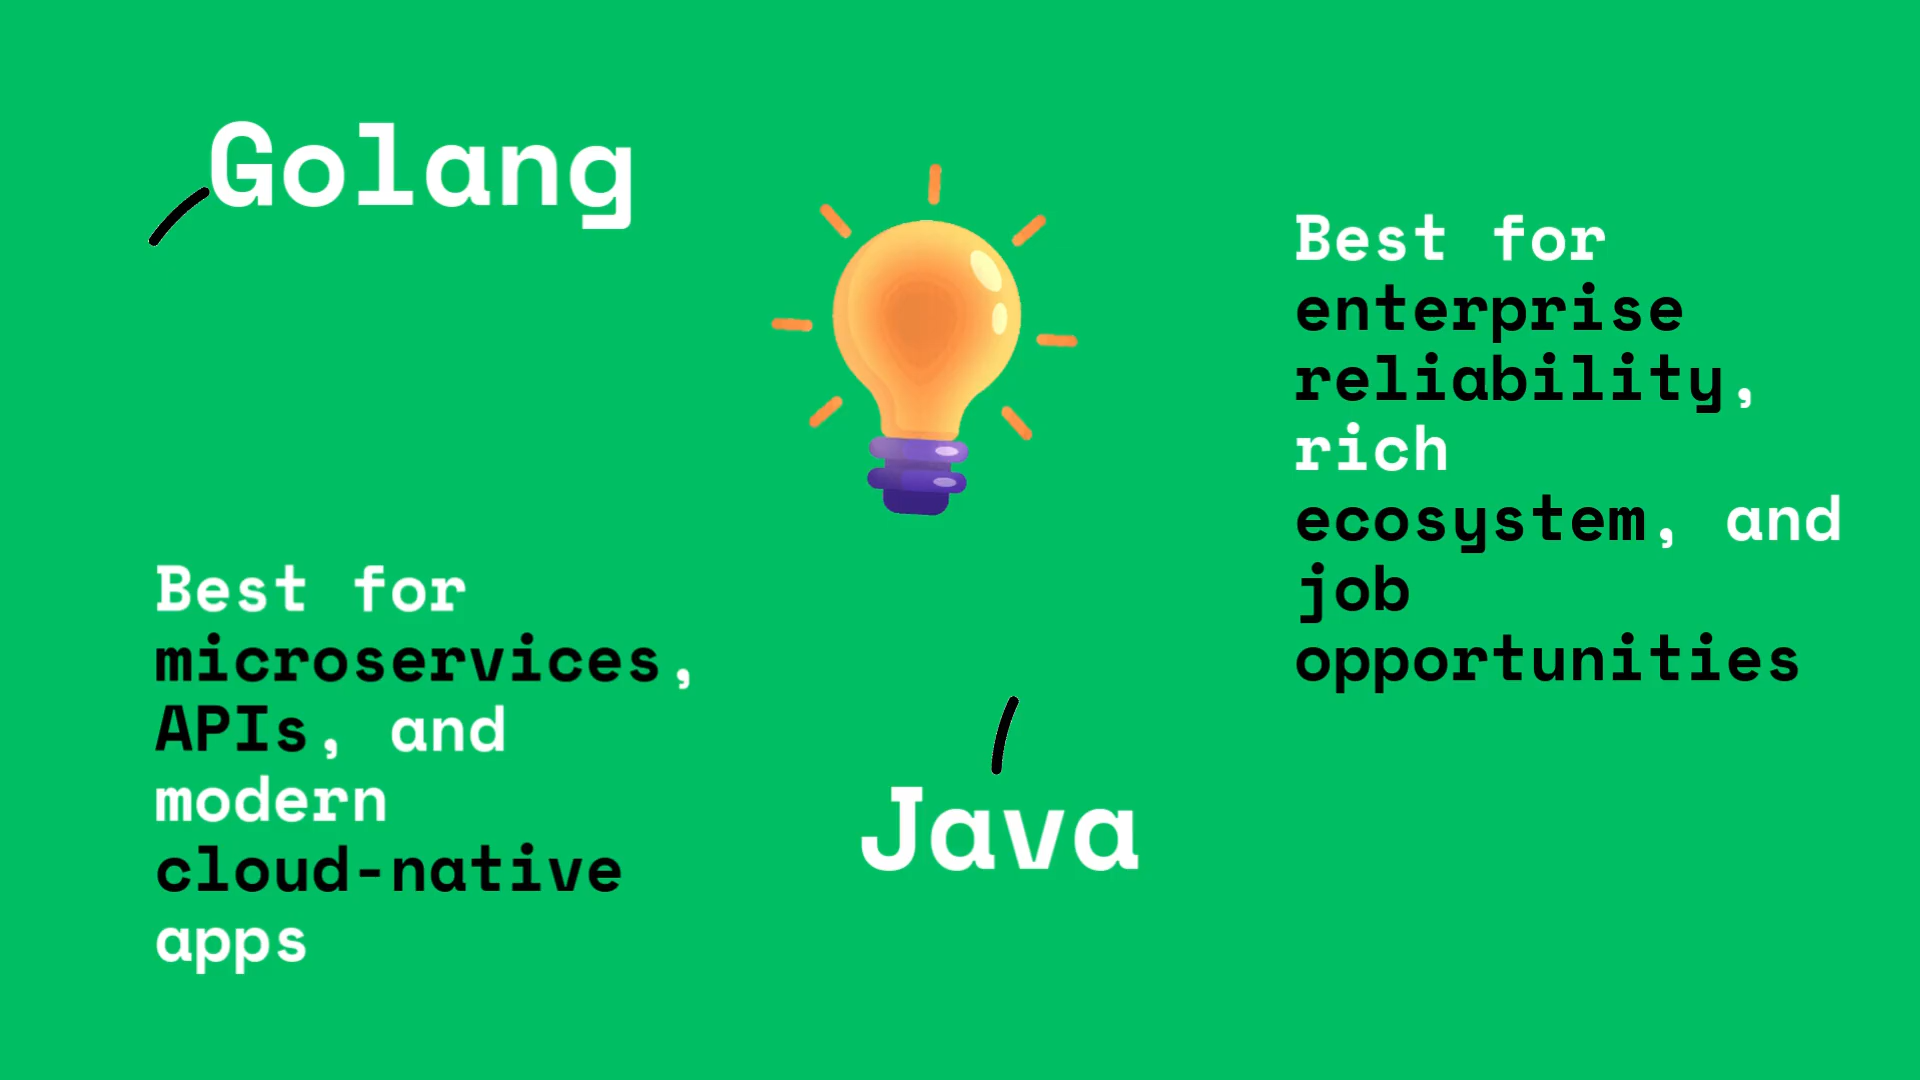 Golang
Best for
microservices,
APIs, and
modern
cloud-native
apps
Java
Best for
enterprise
reliability,
rich
ecosystem, and
job
opportunities